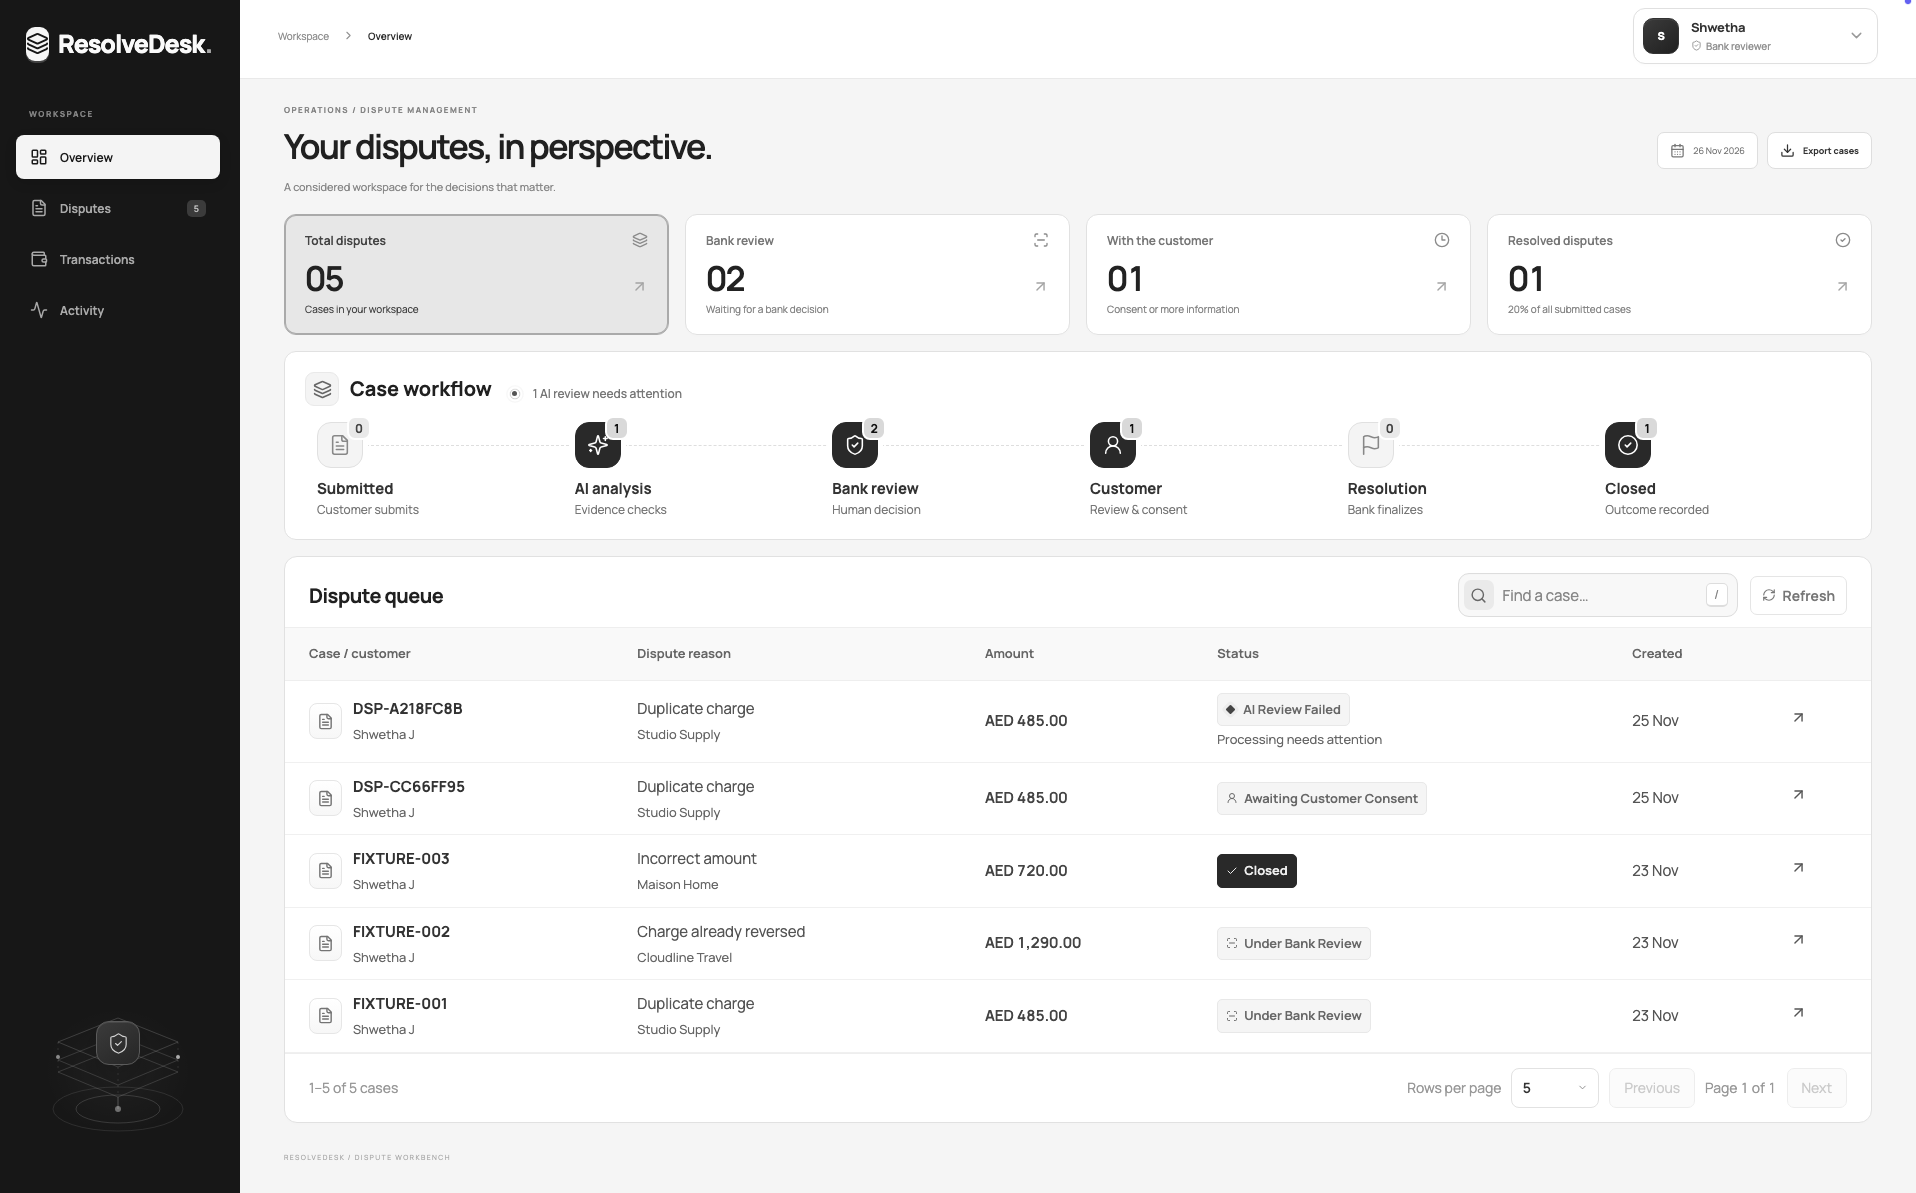 ResolveDesk.
Workspace
Overview
S
Shwetha
Bank reviewer
WORKSPACE
Overview
Disputes
5
Transactions
Activity
OPERATIONS / DISPUTE MANAGEMENT
Your disputes, in perspective.
A considered workspace for the decisions that matter.
26 Nov 2026
Export cases
Total disputes
05
Cases in your workspace
Bank review
02
Waiting for a bank decision
With the customer
01
Consent or more information
Resolved disputes
01
20% of all submitted cases
Case workflow
1 AI review needs attention
0
Submitted
Customer submits
1
AI analysis
Evidence checks
2
Bank review
Human decision
1
Customer
Review & consent
0
Resolution
Bank finalizes
1
Closed
Outcome recorded
Dispute queue
Find a case...
/
Refresh
Case / customer Dispute reason Amount Status Created
DSP-A218FC8B
Shwetha J
Duplicate charge
Studio Supply
AED 485.00
AI Review Failed
Processing needs attention
25 Nov
DSP-CC66FF95
Shwetha J
Duplicate charge
Studio Supply
AED 485.00
Awaiting Customer Consent
25 Nov
FIXTURE-003
Shwetha J
Incorrect amount
Maison Home
AED 720.00
Closed
23 Nov
FIXTURE-002
Shwetha J
Charge already reversed
Cloudline Travel
AED 1,290.00
Under Bank Review
23 Nov
FIXTURE-001
Shwetha J
Duplicate charge
Studio Supply
AED 485.00
Under Bank Review
23 Nov
1–5 of 5 cases
Rows per page
5
Previous
Page 1 of 1
Next
RESOLVEDESK / DISPUTE WORKBENCH